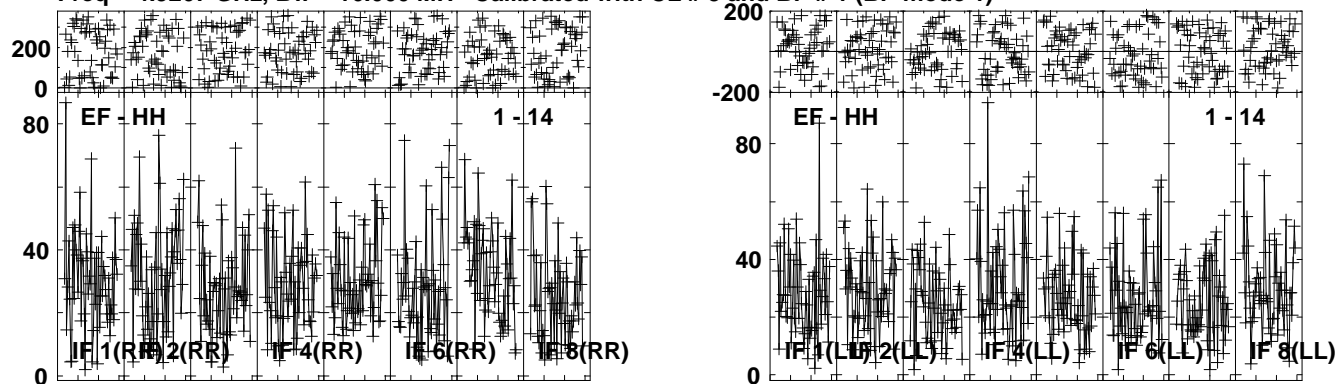 200
0
80
40
0
EF - HH
1 - 14
IF 1(RR)
IF 2(RR)
IF 4(RR)
IF 6(RR)
IF 8(RR)
200
-200
80
40
0
EF - HH
1 - 14
IF 1(LL)
IF 2(LL)
IF 4(LL)
IF 6(LL)
IF 8(LL)